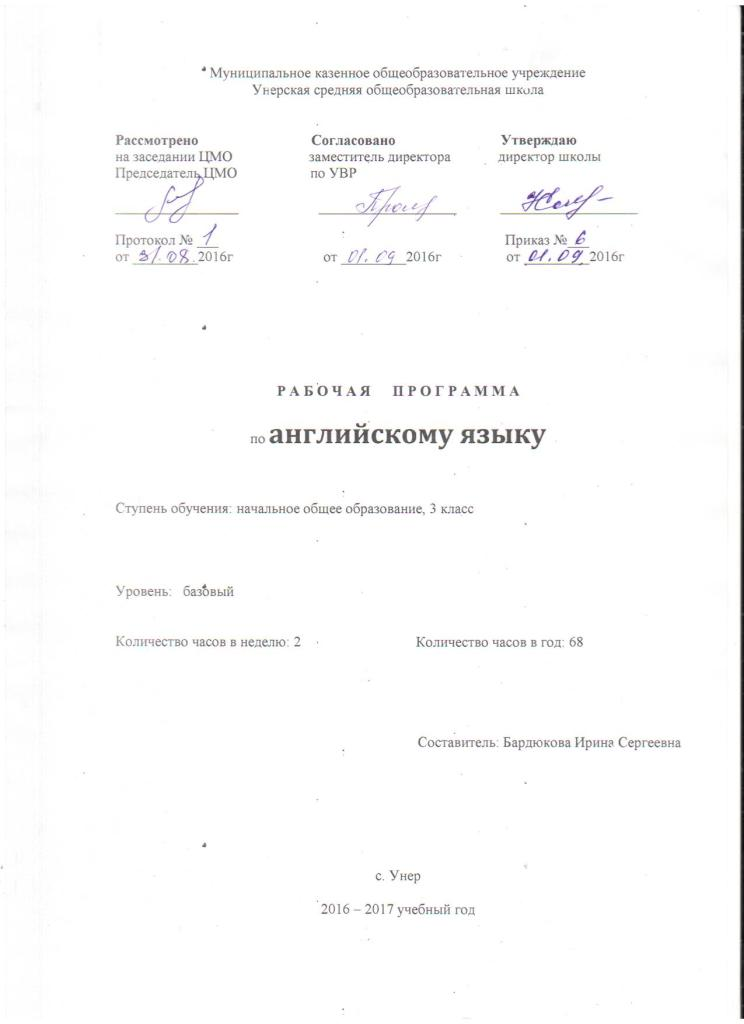 Муниципальное казенное общеобразовательное учреждение
Унерская средняя общеобразовательная школа
Рассмотрено Согласовано Утверждаю
на заседании ЦМО заместитель директора директор школы
Председатель ЦМО по УВР
Протокол № 1 Приказ № 6
от 31.08.2016г от 01.09 2016г от 01.09.2016г
РАБОЧАЯ ПРОГРАММА
по английскому языку
Ступень обучения: начальное общее образование, 3 класс
Уровень: базовый
Количество часов в неделю: 2 Количество часов в год: 68
Составитель: Бардюкова Ирина Сергеевна
с. Унер
2016 – 2017 учебный год